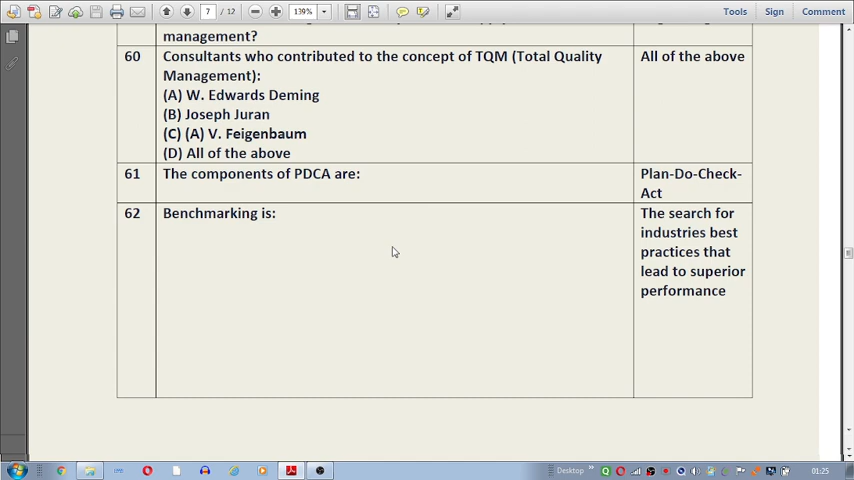 7 / 12
139%
Tools
Sign
Comment
management?
60
Consultants who contributed to the concept of TQM (Total Quality
Management):
(A) W. Edwards Deming
(B) Joseph Juran
(C) (A) V. Feigenbaum
(D) All of the above
All of the above
61
The components of PDCA are:
Plan-Do-Check-
Act
62
Benchmarking is:
The search for
industries best
practices that
lead to superior
performance
Desktop
01:25